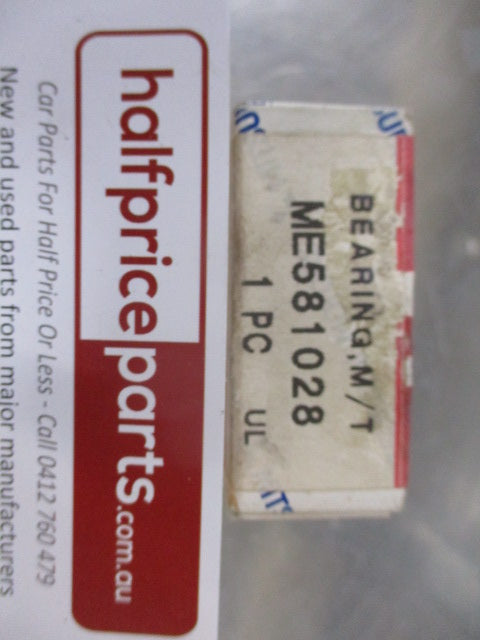 BEARING,M/T
ME581028
1 PC UL
halfpriceparts.com.au
Car Parts For Half Price Or Less - Call 0412 760 479
New and used parts from major manufacturers